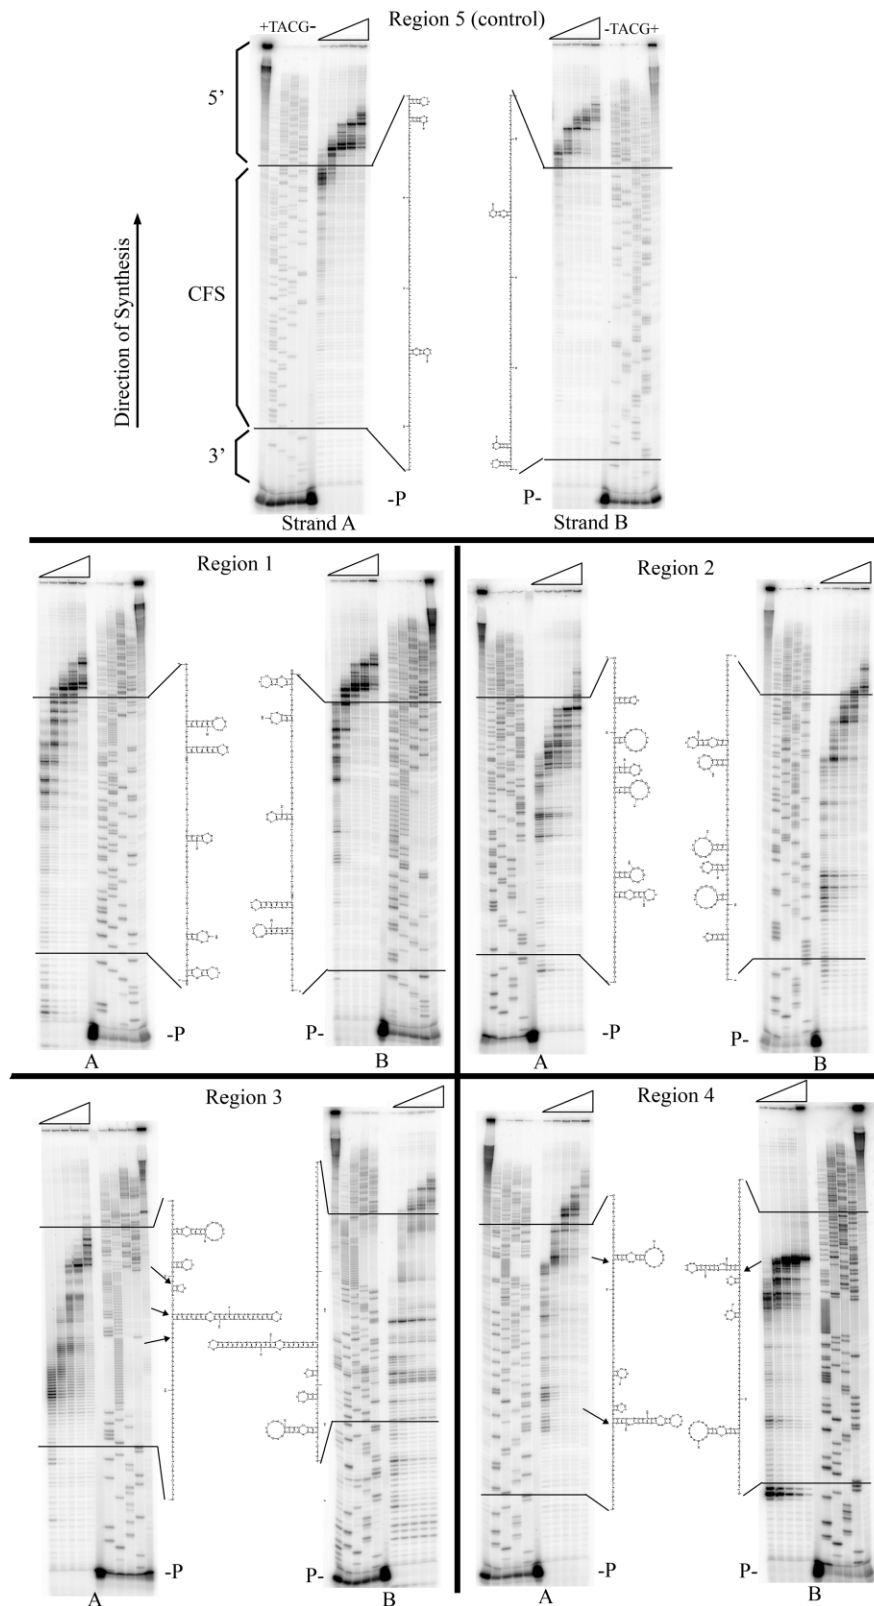 Region 5 (control)
+TACG-
-TACG+
5'
Direction of Synthesis
CFS
3'
-P
P-
Strand A
Strand B
Region 1
Region 2
-P
P-
-P
P-
A
B
A
B
Region 3
Region 4
-P
P-
-P
P-
A
B
A
B